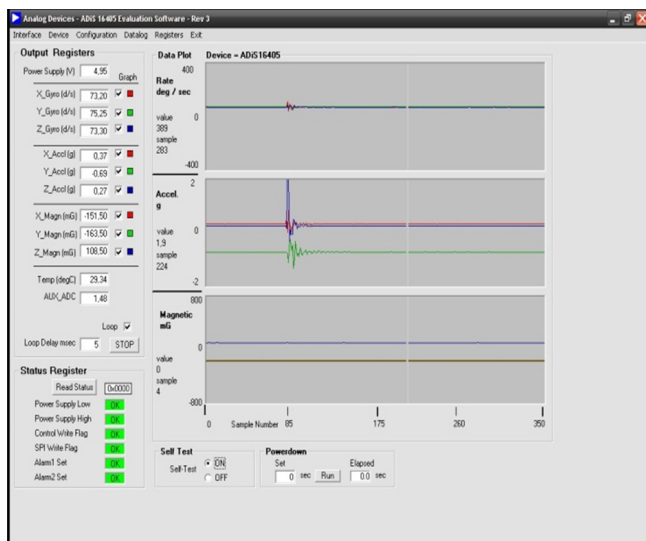 Analog Devices - ADiS 16405 Evaluation Software - Rev 3
Interface Device Configuration Datalog Registers Exit
Output Registers
Power Supply (V) 4,95 Graph
X_Gyro (d/s) 73,20
Y_Gyro (d/s) 75,25
Z_Gyro (d/s) 73,30
X_Accl (g) 0,37
Y_Accl (g) -0,69
Z_Accl (g) 0,27
X_Magn (mG) -151,50
Y_Magn (mG) -163,50
Z_Magn (mG) 108,50
Temp (degC) 29,34
AUX_ADC 1,48
Loop
Loop Delay msec 5 STOP
Status Register
Read Status 0x0000
Power Supply Low OK
Power Supply High OK
Control Write Flag OK
SPI Write Flag OK
Alarm1 Set OK
Alarm2 Set OK
Data Plot Device = ADiS16405
400
Rate
deg / sec
value 0
389
sample
283
-400
2
Accel.
g
value 0
1,9
sample
224
-2
800
Magnetic
mG
0
value
0
sample
4
-800
0 Sample Number 85 175 260 350
Self Test
Self-Test ON
OFF
Powerdown
Set Elapsed
0 sec Run 0.0 sec